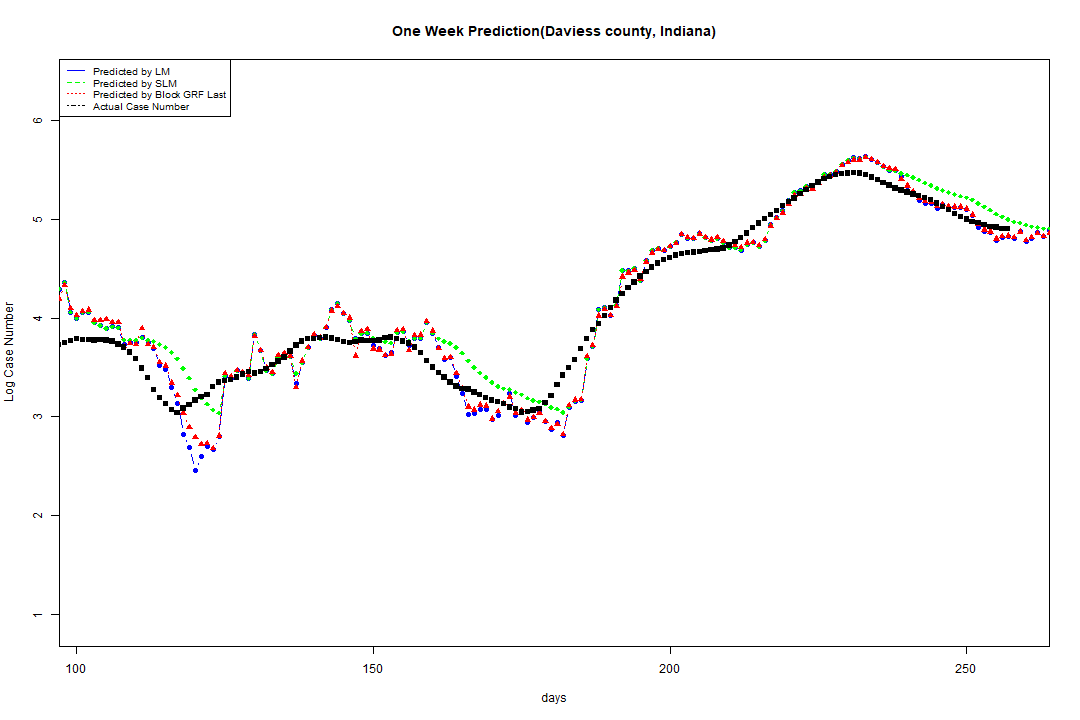 One Week Prediction(Daviess county, Indiana)
Predicted by LM
Predicted by SLM
Predicted by Block GRF Last
Actual Case Number
Log Case Number
6
5
4
3
2
1
100 150 200 250
days